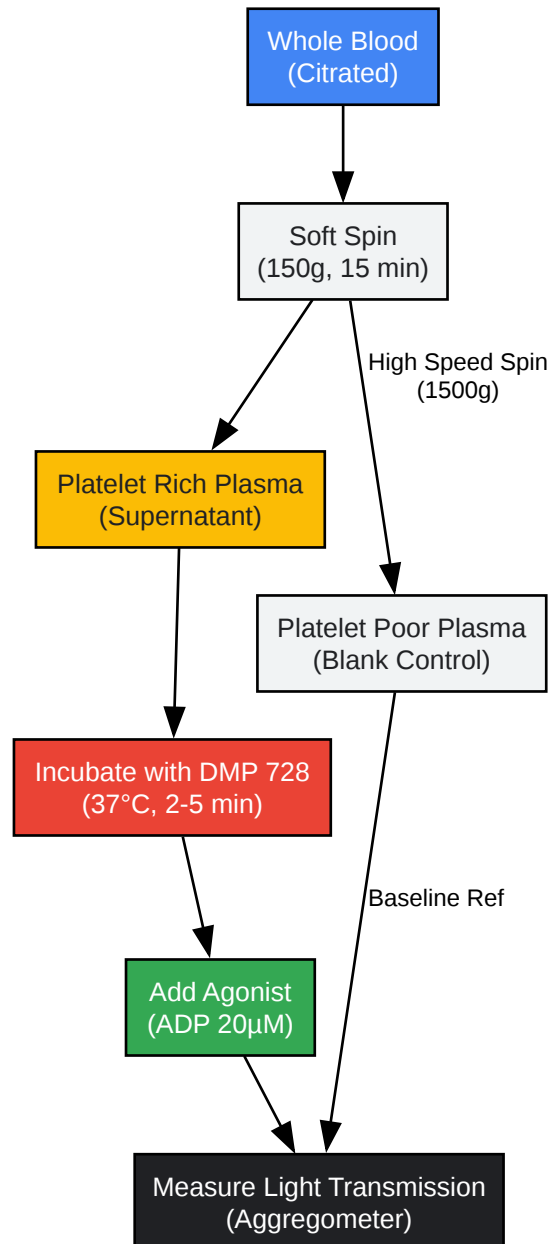 Whole Blood
(Citrated)
Soft Spin
(150g, 15 min)
High Speed Spin
(1500g)
Platelet Rich Plasma
(Supernatant)
Platelet Poor Plasma
(Blank Control)
Incubate with DMP 728
(37°C, 2-5 min)
Baseline Ref
Add Agonist
(ADP 20µM)
Measure Light Transmission
(Aggregometer)